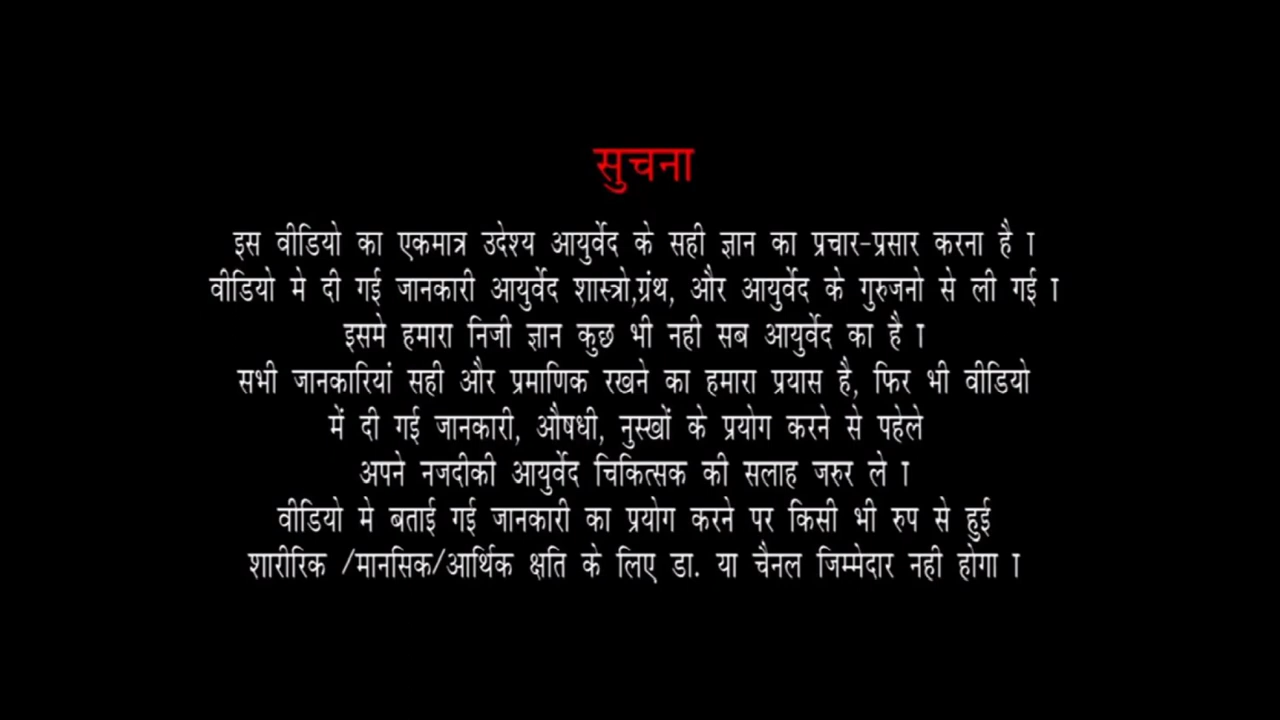 सुचना
इस वीडियो का एकमात्र उदेश्य आयुर्वेद के सही ज्ञान का प्रचार-प्रसार करना है ।
वीडियो मे दी गई जानकारी आयुर्वेद शास्त्रो,ग्रंथ, और आयुर्वेद के गुरुजनो से ली गई ।
इसमे हमारा निजी ज्ञान कुछ भी नही सब आयुर्वेद का है ।
सभी जानकारियां सही और प्रमाणिक रखने का हमारा प्रयास है, फिर भी वीडियो
में दी गई जानकारी, औषधी, नुस्खों के प्रयोग करने से पहेले
अपने नजदीकी आयुर्वेद चिकित्सक की सलाह जरुर ले ।
वीडियो मे बताई गई जानकारी का प्रयोग करने पर किसी भी रुप से हुई
शारीरिक /मानसिक/आर्थिक क्षति के लिए डा. या चैनल जिम्मेदार नही होगा ।